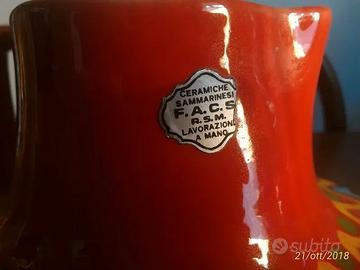 CERAMICHE
SAMMARINESI
F.A.C.S
R.S.M.
LAVORAZIONE
A MANO
subito
21/ott/2018